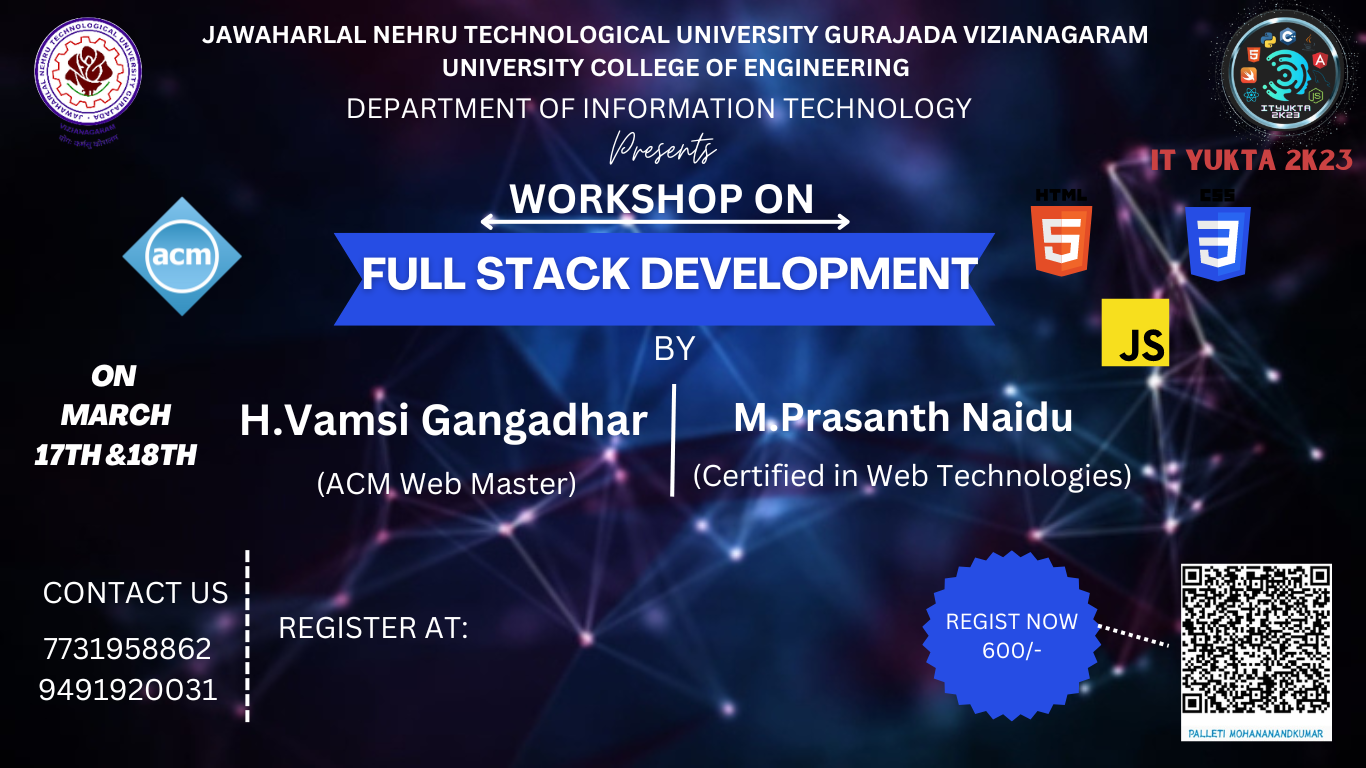 JAWAHARLAL NEHRU TECHNOLOGICAL UNIVERSITY GURAJADA VIZIANAGARAM
UNIVERSITY COLLEGE OF ENGINEERING
DEPARTMENT OF INFORMATION TECHNOLOGY
Presents
JAWAHARLAL NEHRU TECHNOLOGICAL UNIVERSITY GURAJADA
VIZIANAGARAM
JS
ITYUKTA
2K23
IT YUKTA 2K23
WORKSHOP ON
FULL STACK DEVELOPMENT
acm
HTML
5
CSS
3
JS
BY
ON
MARCH
17TH &18TH
H.Vamsi Gangadhar
(ACM Web Master)
M.Prasanth Naidu
(Certified in Web Technologies)
CONTACT US
7731958862
9491920031
REGISTER AT:
REGIST NOW
600/-
PALLETI MOHANANANDKUMAR